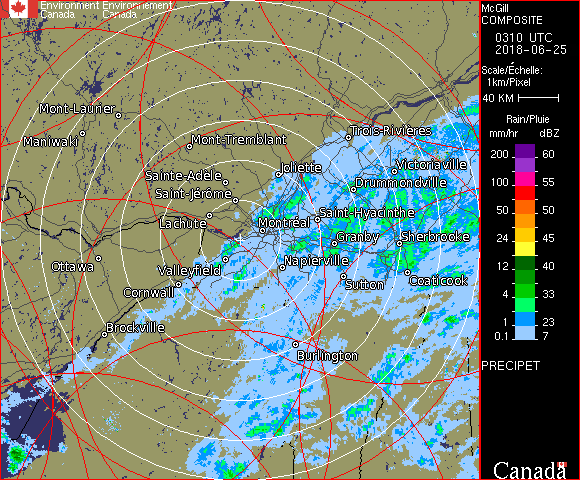 Environment Environnement
Canada Canada
McGill
COMPOSITE
0310 UTC
2018-06-25
Scale/Échelle:
1km/Pixel
40 KM
Rain/Pluie
mm/hr dBZ
200 60
100 55
50 50
24 45
12 40
4 33
1 23
0.1 7
PRECIPET
Canada
Mont-Laurier
Maniwaki
Mont-Tremblant
Trois-Rivières
Joliette
Victoriaville
Sainte-Adèle
Drummondville
Saint-Jérôme
Lachute
Saint-Hyacinthe
Montréal
Granby
Sherbrooke
Ottawa
Valleyfield
Napierville
Sutton
Coaticook
Cornwall
Brockville
Burlington